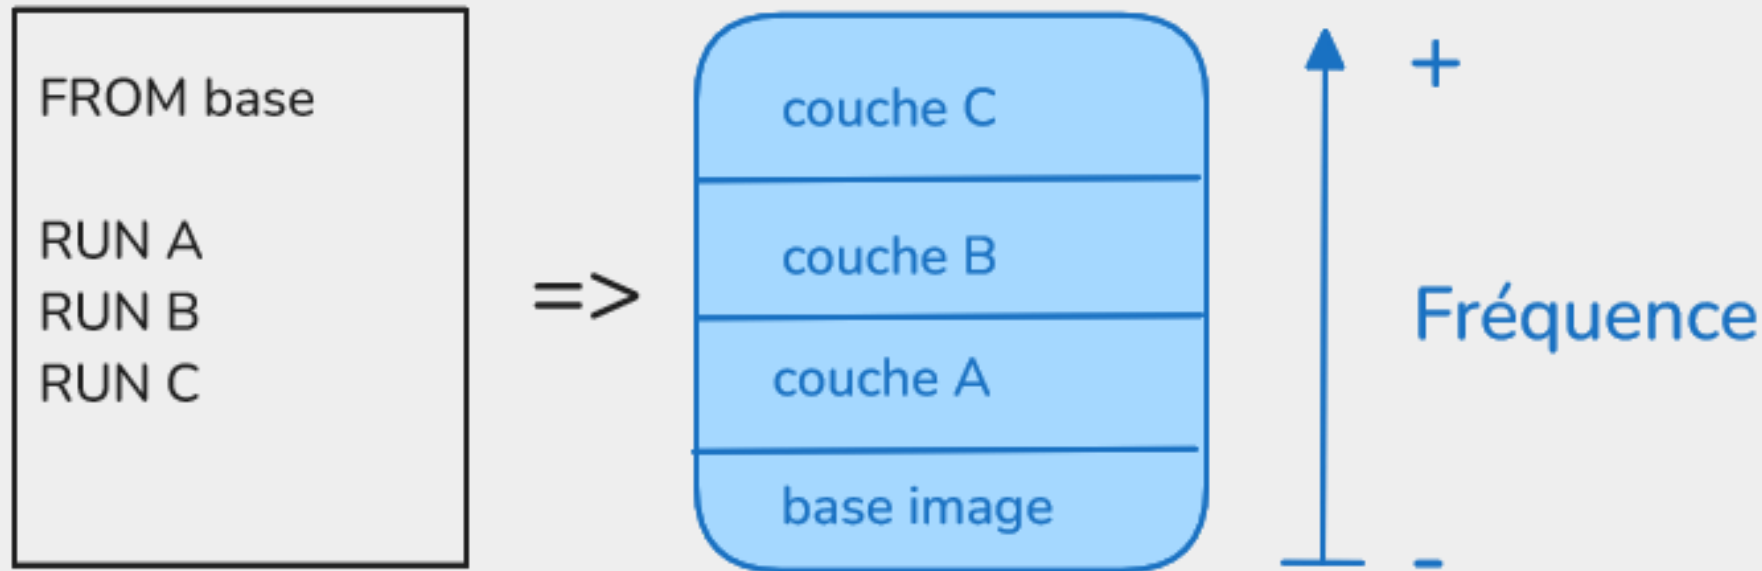 FROM base
RUN A
RUN B
RUN C
=>
couche C
couche B
couche A
base image
+
Fréquence
-